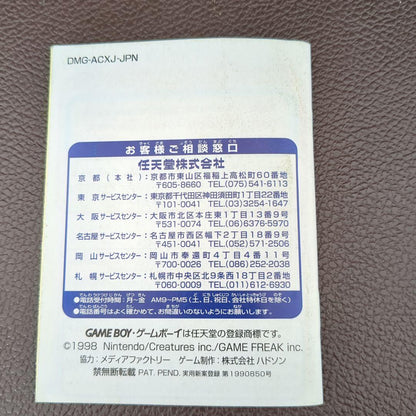 DMG-ACXJ-JPN
お客様ご相談窓口
任天堂株式会社
京都(本社):京都市東山区福稲上高松町60番地
〒605-8660 TEL.(075)541-6113
東京サービスセンター:東京都千代田区神田須田町1丁目22番地
〒101-0041 TEL.(03)3254-1647
大阪サービスセンター:大阪市北区本庄東1丁目13番9号
〒531-0074 TEL.(06)6376-5970
名古屋サービスセンター:名古屋市西区幅下2丁目18番9号
〒451-0041 TEL.(052)571-2506
岡山サービスセンター:岡山市奉還町4丁目4番11号
〒700-0026 TEL.(086)252-2038
札幌サービスセンター:札幌市中央区北9条西18丁目2番地
〒060-0009 TEL.(011)612-6930
●電話受付時間:月-金 AM9~PM5(土、日、祝日、会社特休日を除く)
●電話番号はよく確かめて、お間違いのないようにお願いします。
GAME BOY・ゲームボーイは任天堂の登録商標です。
©1998 Nintendo/Creatures inc./GAME FREAK inc.
協力:メディアファクトリー ゲーム制作:株式会社ハドソン
禁無断転載 PAT. PEND. 実用新案登録 第1990850号